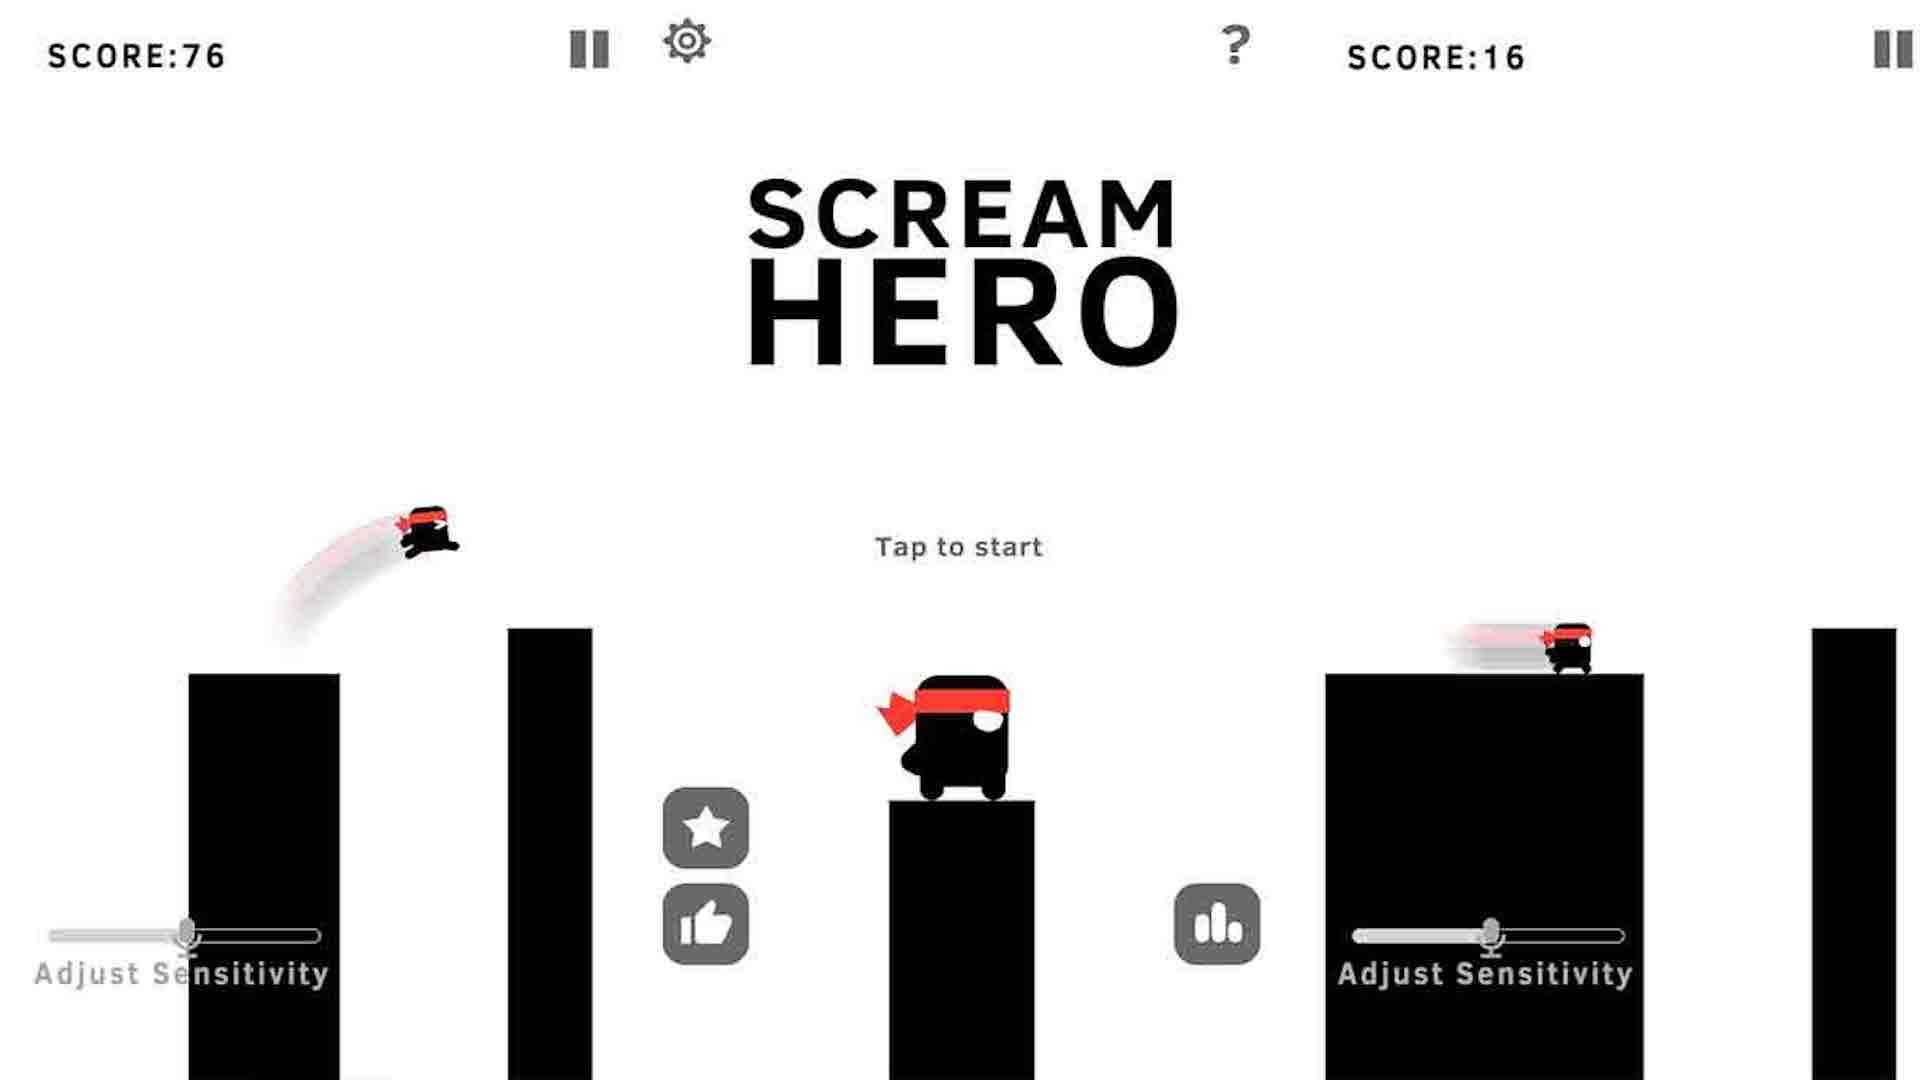 SCORE:76
?
SCORE:16
SCREAM
HERO
Tap to start
Adjust Sensitivity
Adjust Sensitivity